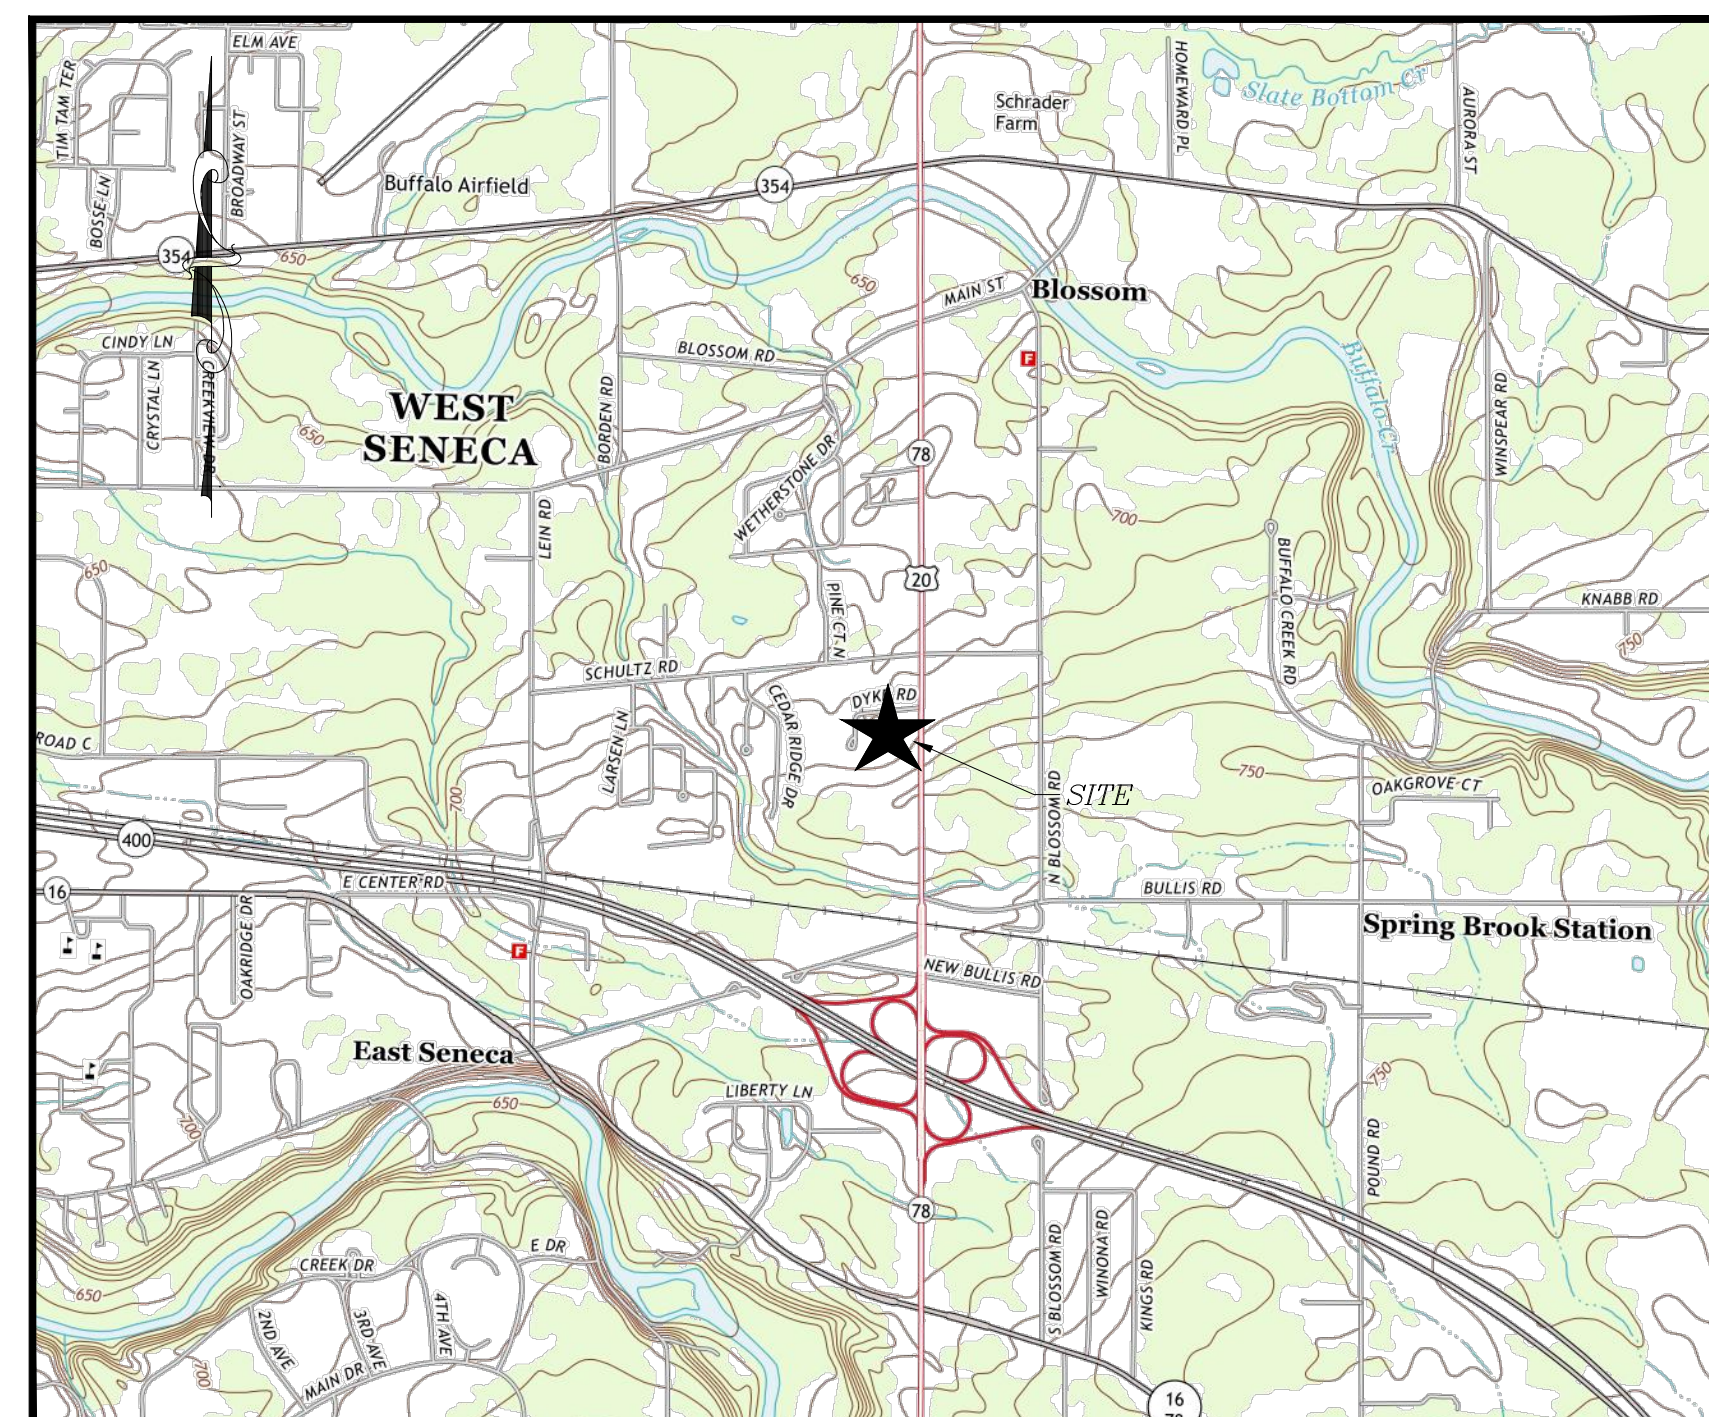 ELM AVE
TIM TAM TER
BROADWAY ST
BOSSE LN
Buffalo Airfield
354
354
650
Schrader
Farm
HOMEWARD PL
Slate Bottom Cr
AURORA ST
650
MAIN ST
Blossom
F
CINDY LN
CRYSTAL LN
CREEKVIEW DR
BLOSSOM RD
WEST
SENECA
650
BORDEN RD
Buffalo Cr
WINSPEAR RD
78
WETHERSTONE DR
LEIN RD
700
20
650
BUFFALO CREEK RD
PINE CT N
KNABB RD
750
SCHULTZ RD
DYKE RD
CEDAR RIDGE DR
LARSEN LN
ROAD C
700
SITE
750
OAKGROVE CT
N BLOSSOM RD
400
16
E CENTER RD
BULLIS RD
Spring Brook Station
OAKRIDGE DR
F
NEW BULLIS RD
East Seneca
650
700
LIBERTY LN
750
POUND RD
78
CREEK DR
E DR
650
2ND AVE
3RD AVE
4TH AVE
MAIN DR
700
S BLOSSOM RD
WINONA RD
KINGS RD
16